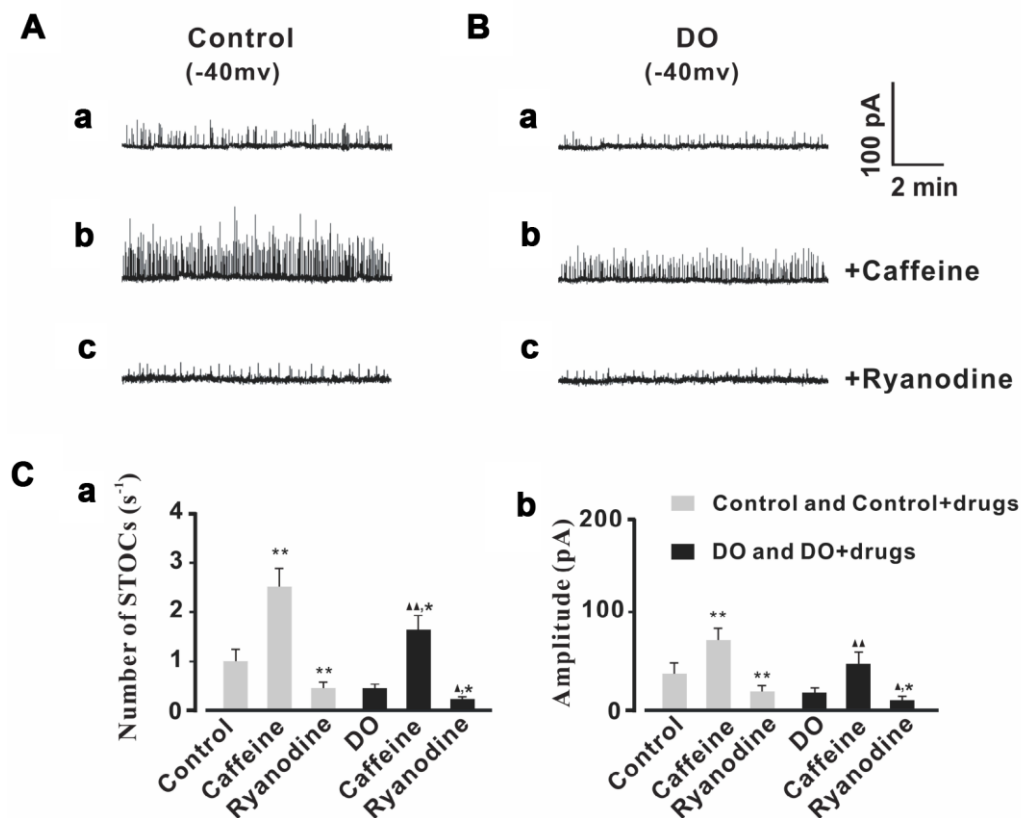 A
Control
(-40mv)
a
b
c
B
DO
(-40mv)
a
b
c
100 pA
2 min
+Caffeine
+Ryanodine
C
a
Number of STOCs (s⁻¹)
4
3
2
1
0
**
**
▲▲,*
▲,*
Control
Caffeine
Ryanodine
DO
Caffeine
Ryanodine
b
Control and Control+drugs
DO and DO+drugs
Amplitude (pA)
200
100
0
**
**
▲▲
▲,*
Control
Caffeine
Ryanodine
DO
Caffeine
Ryanodine